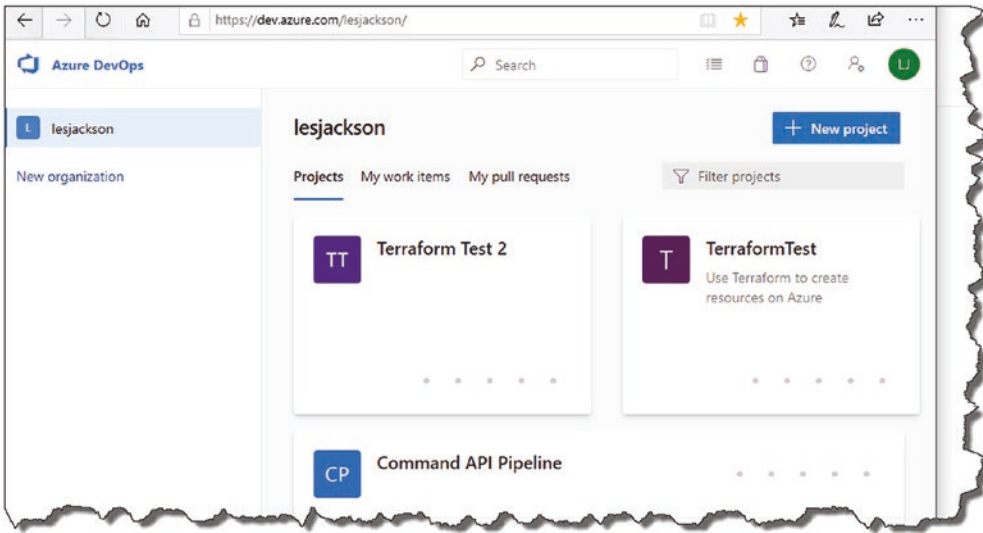 https://dev.azure.com/lesjackson/
Azure DevOps
Search
LJ
L
lesjackson
New organization
lesjackson
New project
Projects My work items My pull requests
Filter projects
TT
Terraform Test 2
T
TerraformTest
Use Terraform to create
resources on Azure
CP
Command API Pipeline